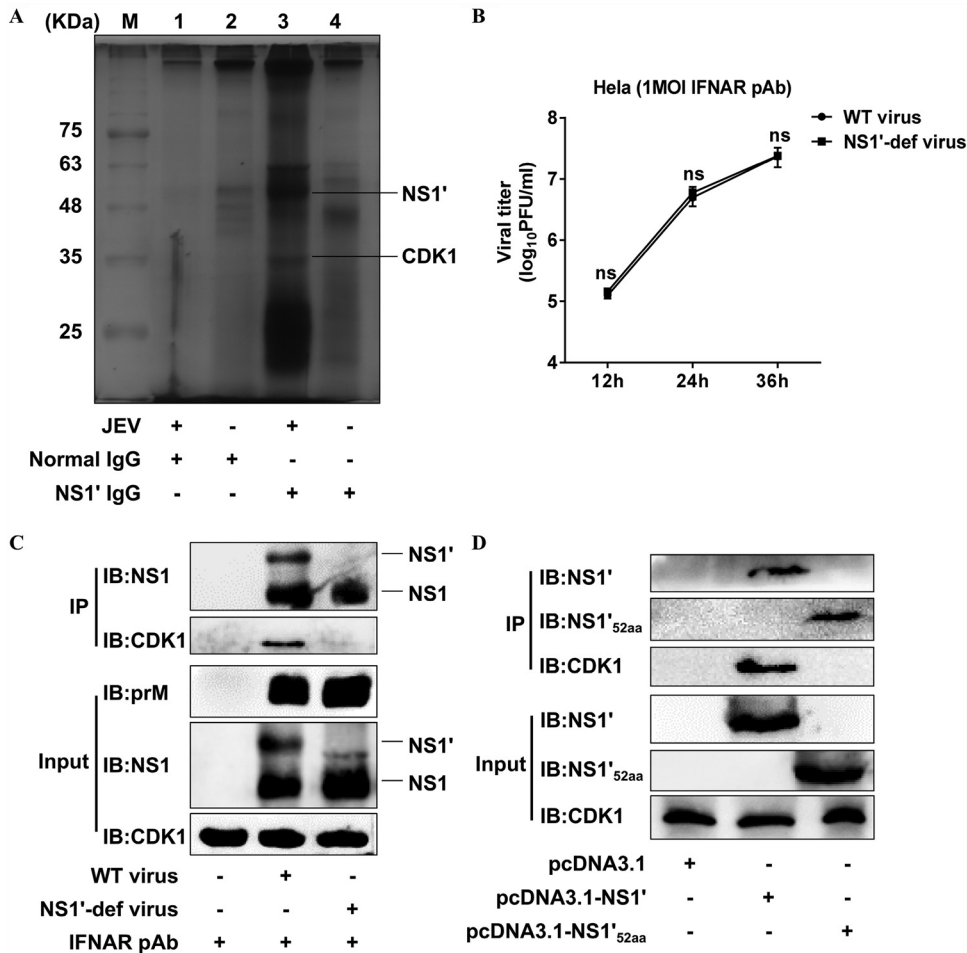 A
(KDa) M 1 2 3 4
75
63
48
35
25
NS1'
CDK1
JEV + - + -
Normal IgG + + - -
NS1' IgG - - + +
B
Hela (1MOI IFNAR pAb)
WT virus
NS1'-def virus
Viral titer
(log10PFU/ml)
8
7
6
5
4
ns
ns
ns
12h 24h 36h
C
IP
IB:NS1
NS1'
NS1
IB:CDK1
Input
IB:prM
IB:NS1
NS1'
NS1
IB:CDK1
WT virus - + -
NS1'-def virus - - +
IFNAR pAb + + +
D
IP
IB:NS1'
IB:NS1'52aa
IB:CDK1
Input
IB:NS1'
IB:NS1'52aa
IB:CDK1
pcDNA3.1 + - -
pcDNA3.1-NS1' - + -
pcDNA3.1-NS1'52aa - - +